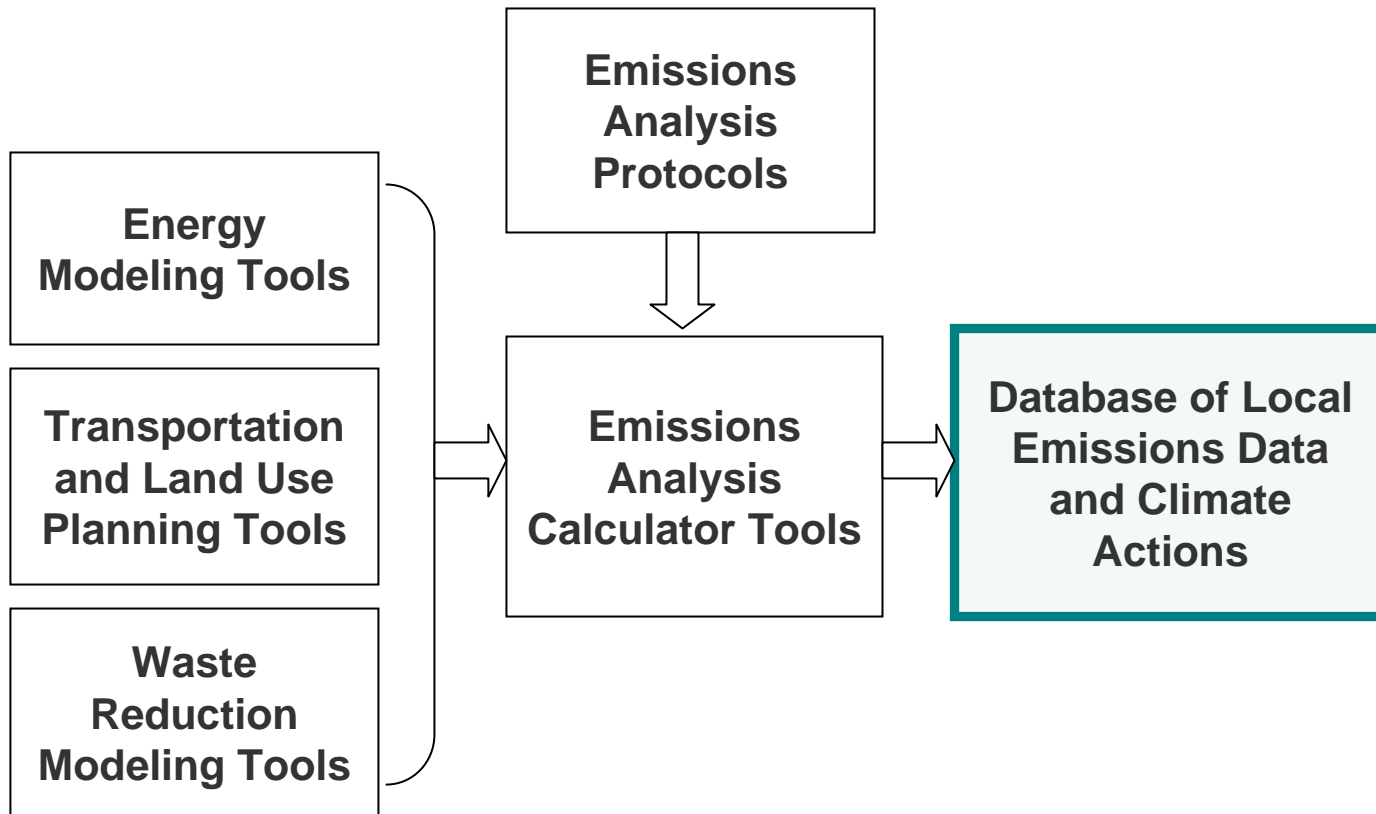 Emissions
Analysis
Protocols
Energy
Modeling Tools
Transportation
and Land Use
Planning Tools
Waste
Reduction
Modeling Tools
Emissions
Analysis
Calculator Tools
Database of Local
Emissions Data
and Climate
Actions